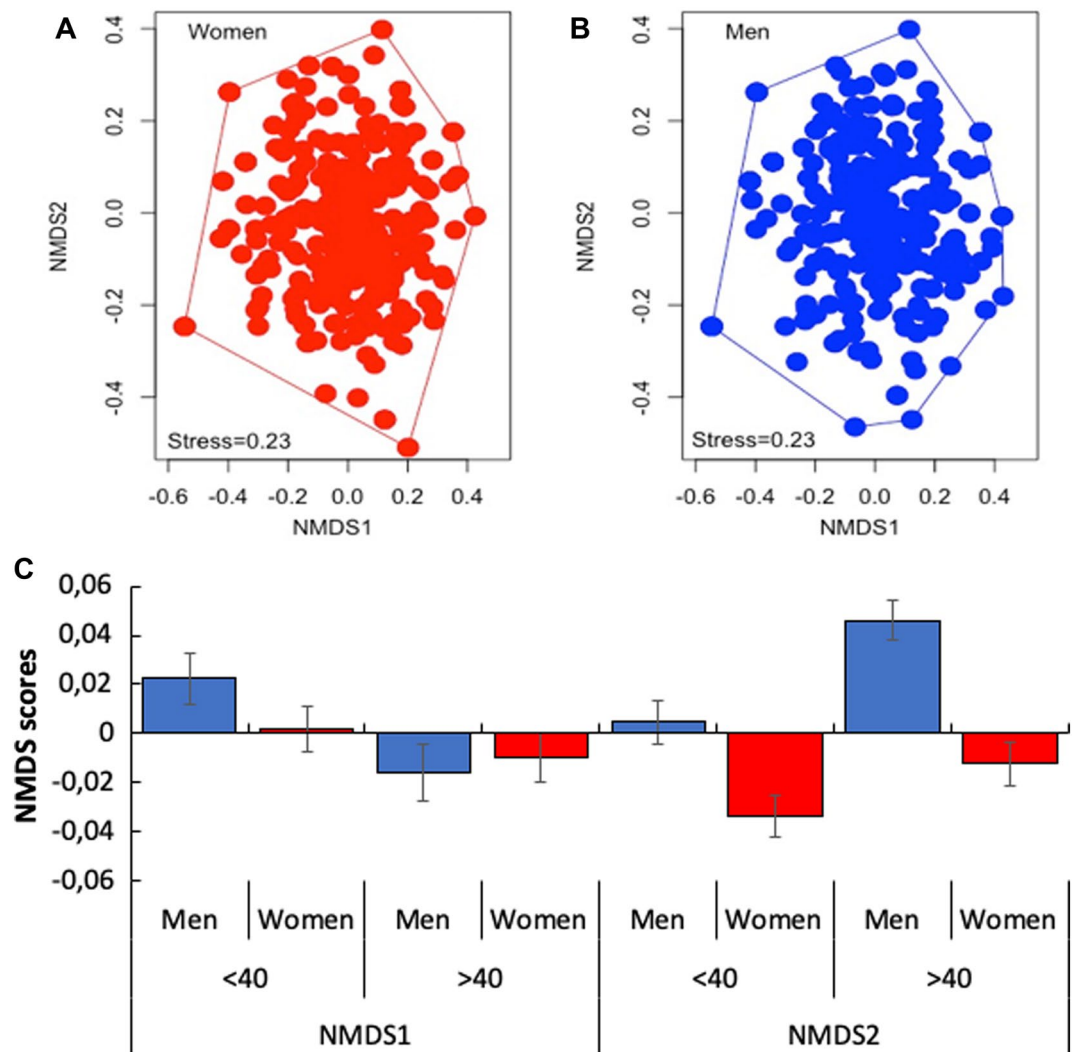 A
Women
0.4
0.2
0.0
-0.2
-0.4
NMDS2
Stress=0.23
-0.6 -0.4 -0.2 0.0 0.2 0.4
NMDS1
B
Men
0.4
0.2
0.0
-0.2
-0.4
NMDS2
Stress=0.23
-0.6 -0.4 -0.2 0.0 0.2 0.4
NMDS1
C
NMDS scores
0,06
0,04
0,02
0
-0,02
-0,04
-0,06
Men Women Men Women Men Women Men Women
<40 >40 <40 >40
NMDS1 NMDS2